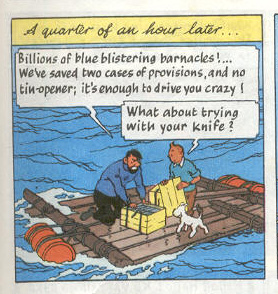 A quarter of an hour later...
Billions of blue blistering barnacles!...
We've saved two cases of provisions, and no
tin-opener; it's enough to drive you crazy!
What about trying
with your knife?